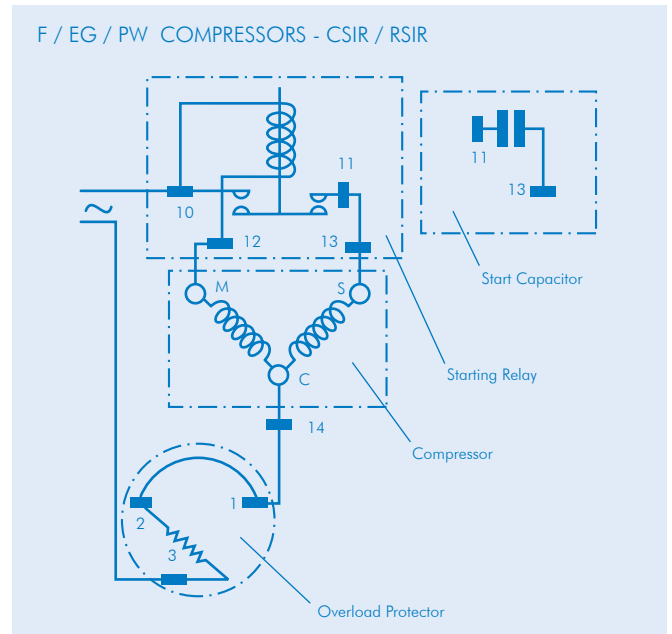 F / EG / PW COMPRESSORS - CSIR / RSIR
11
11
13
10
12
13
M
S
Start Capacitor
C
Starting Relay
14
Compressor
1
2
3
Overload Protector